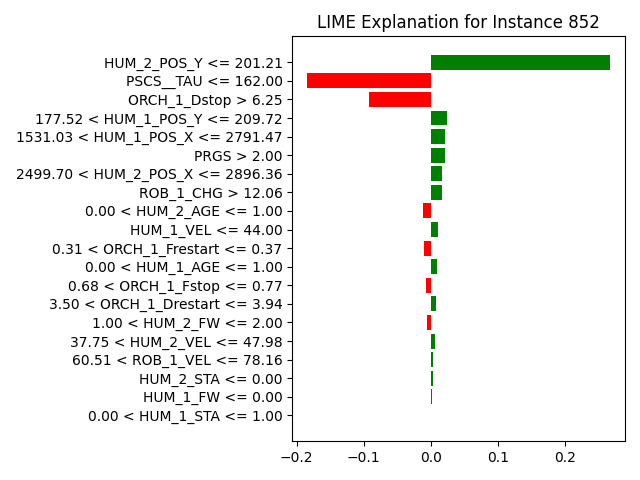 LIME Explanation for Instance 852
HUM_2_POS_Y <= 201.21
PSCS__TAU <= 162.00
ORCH_1_Dstop > 6.25
177.52 < HUM_1_POS_Y <= 209.72
1531.03 < HUM_1_POS_X <= 2791.47
PRGS > 2.00
2499.70 < HUM_2_POS_X <= 2896.36
ROB_1_CHG > 12.06
0.00 < HUM_2_AGE <= 1.00
HUM_1_VEL <= 44.00
0.31 < ORCH_1_Frestart <= 0.37
0.00 < HUM_1_AGE <= 1.00
0.68 < ORCH_1_Fstop <= 0.77
3.50 < ORCH_1_Drestart <= 3.94
1.00 < HUM_2_FW <= 2.00
37.75 < HUM_2_VEL <= 47.98
60.51 < ROB_1_VEL <= 78.16
HUM_2_STA <= 0.00
HUM_1_FW <= 0.00
0.00 < HUM_1_STA <= 1.00
−0.2 −0.1 0.0 0.1 0.2